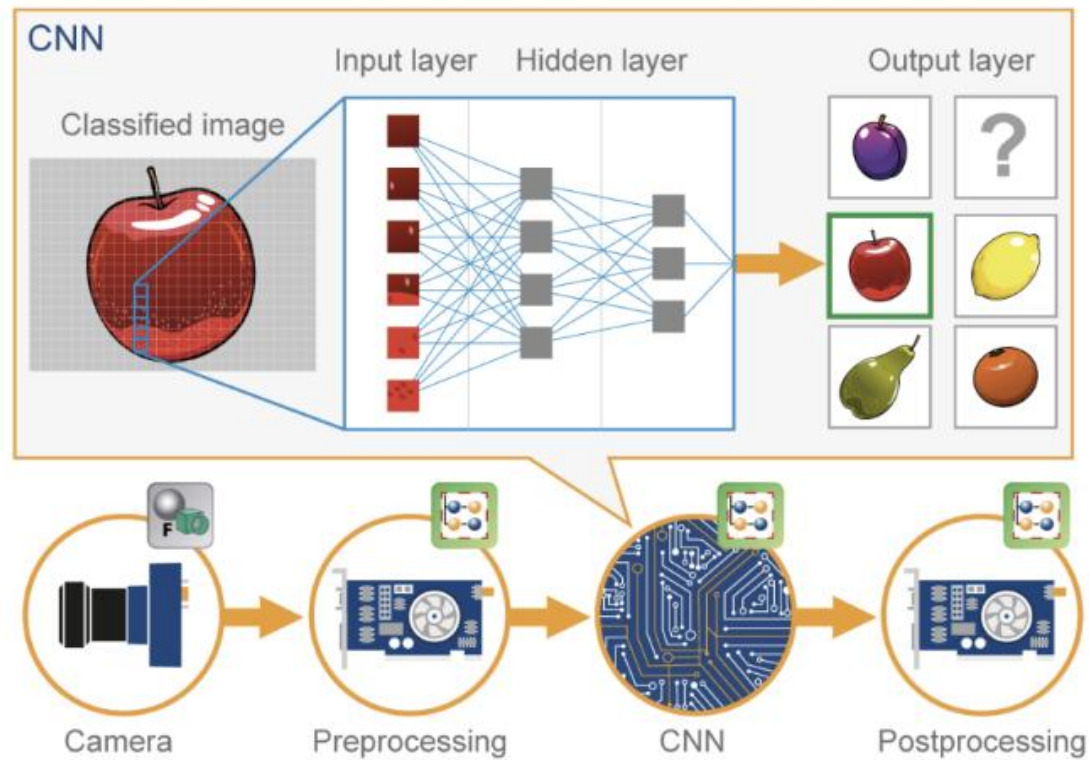 CNN
Input layer
Hidden layer
Output layer
Classified image
?
F
Camera
Preprocessing
CNN
Postprocessing